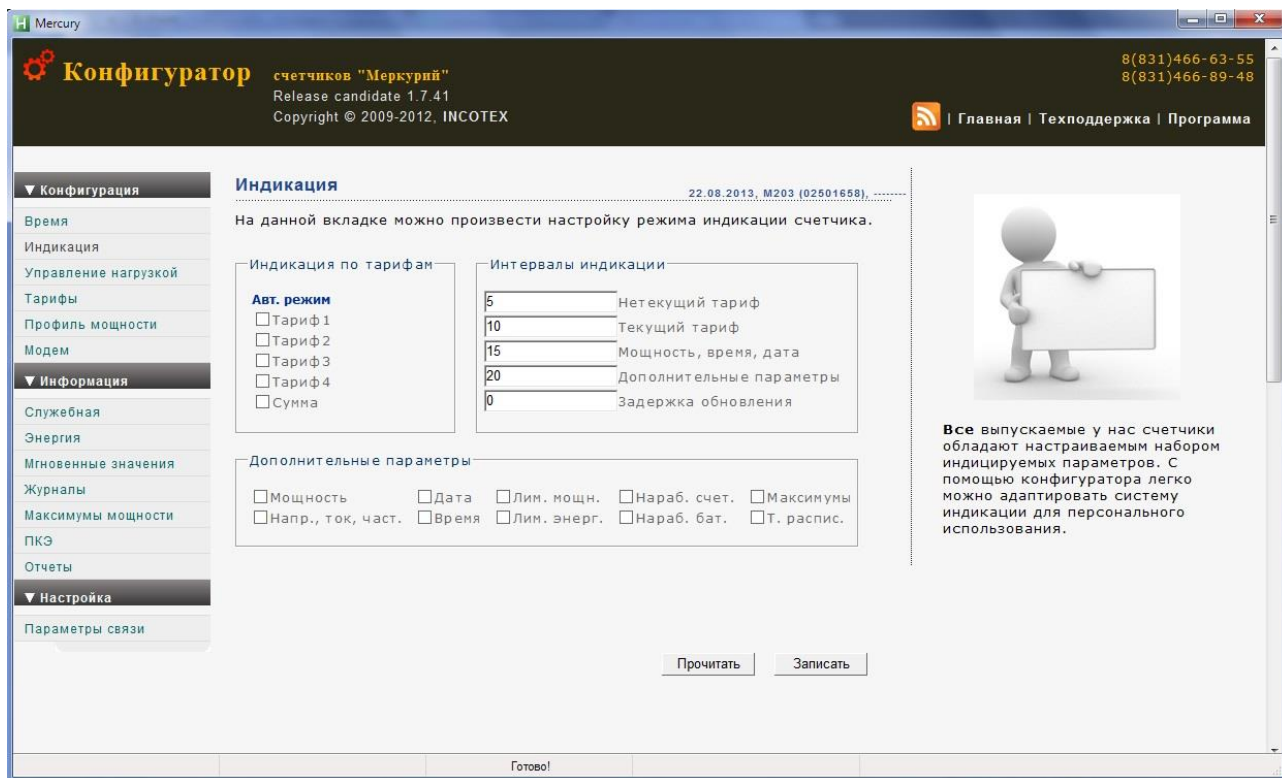 Mercury
Конфигуратор счетчиков "Меркурий"
Release candidate 1.7.41
Copyright © 2009-2012, INCOTEX
8(831)466-63-55
8(831)466-89-48
| Главная | Техподдержка | Программа
▼ Конфигурация
Время
Индикация
Управление нагрузкой
Тарифы
Профиль мощности
Модем
▼ Информация
Служебная
Энергия
Мгновенные значения
Журналы
Максимумы мощности
ПКЭ
Отчеты
▼ Настройка
Параметры связи
Индикация
22.08.2013, М203 (02501658), --------
На данной вкладке можно произвести настройку режима индикации счетчика.
Индикация по тарифам
Авт. режим
Тариф1
Тариф2
Тариф3
Тариф4
Сумма
Интервалы индикации
5 Нетекущий тариф
10 Текущий тариф
15 Мощность, время, дата
20 Дополнительные параметры
0 Задержка обновления
Дополнительные параметры
Мощность Дата Лим. мощн. Нараб. счет. Максимумы
Напр., ток, част. Время Лим. энерг. Нараб. бат. Т. распис.
Прочитать Записать
Все выпускаемые у нас счетчики
обладают настраиваемым набором
индицируемых параметров. С
помощью конфигуратора легко
можно адаптировать систему
индикации для персонального
использования.
Готово!